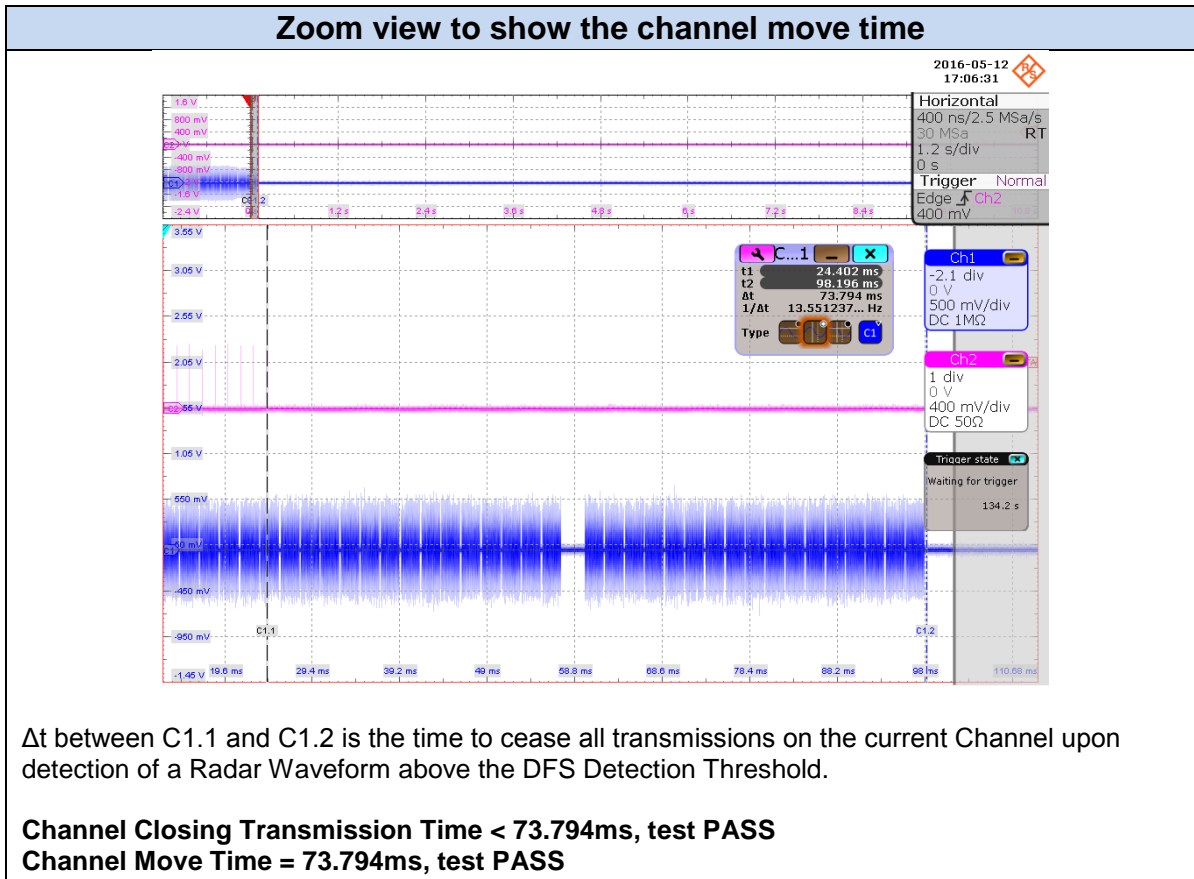 Zoom view to show the channel move time
2016-05-12
17:06:31
1.6 V
800 mV
400 mV
-400 mV
-800 mV
-1.6 V
-2.4 V
1.2 s
2.4 s
3.6 s
4.8 s
6 s
7.2 s
8.4 s
Horizontal
400 ns/2.5 MSa/s
30 MSa RT
1.2 s/div
0 s
Trigger Normal
Edge Ch2
400 mV
3.55 V
3.05 V
2.55 V
2.05 V
1.05 V
550 mV
-450 mV
-950 mV
-1.45 V
C...1
t1 24.402 ms
t2 98.196 ms
Δt 73.794 ms
1/Δt 13.551237... Hz
Type C1
Ch1
-2.1 div
0 V
500 mV/div
DC 1MΩ
Ch2
1 div
0 V
400 mV/div
DC 50Ω
Trigger state
Waiting for trigger
134.2 s
C1.1
C1.2
19.6 ms
29.4 ms
39.2 ms
49 ms
58.8 ms
68.6 ms
78.4 ms
88.2 ms
98 ms
110.68 ms
Δt between C1.1 and C1.2 is the time to cease all transmissions on the current Channel upon
detection of a Radar Waveform above the DFS Detection Threshold.
Channel Closing Transmission Time < 73.794ms, test PASS
Channel Move Time = 73.794ms, test PASS